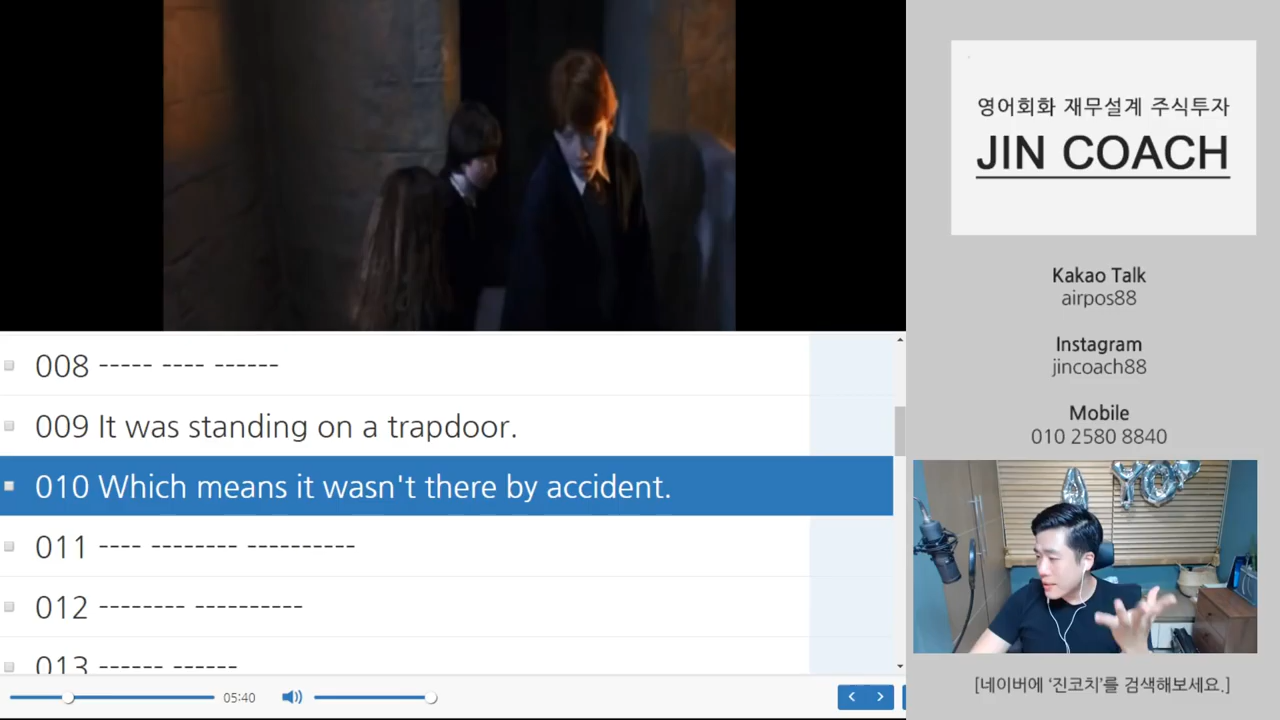 008 ----- ---- ------
009 It was standing on a trapdoor.
010 Which means it wasn't there by accident.
011 ---- -------- ----------
012 -------- ----------
013 ------ ------
05:40
영어회화 재무설계 주식투자
JIN COACH
Kakao Talk
airpos88
Instagram
jincoach88
Mobile
010 2580 8840
[네이버에 '진코치'를 검색해보세요.]